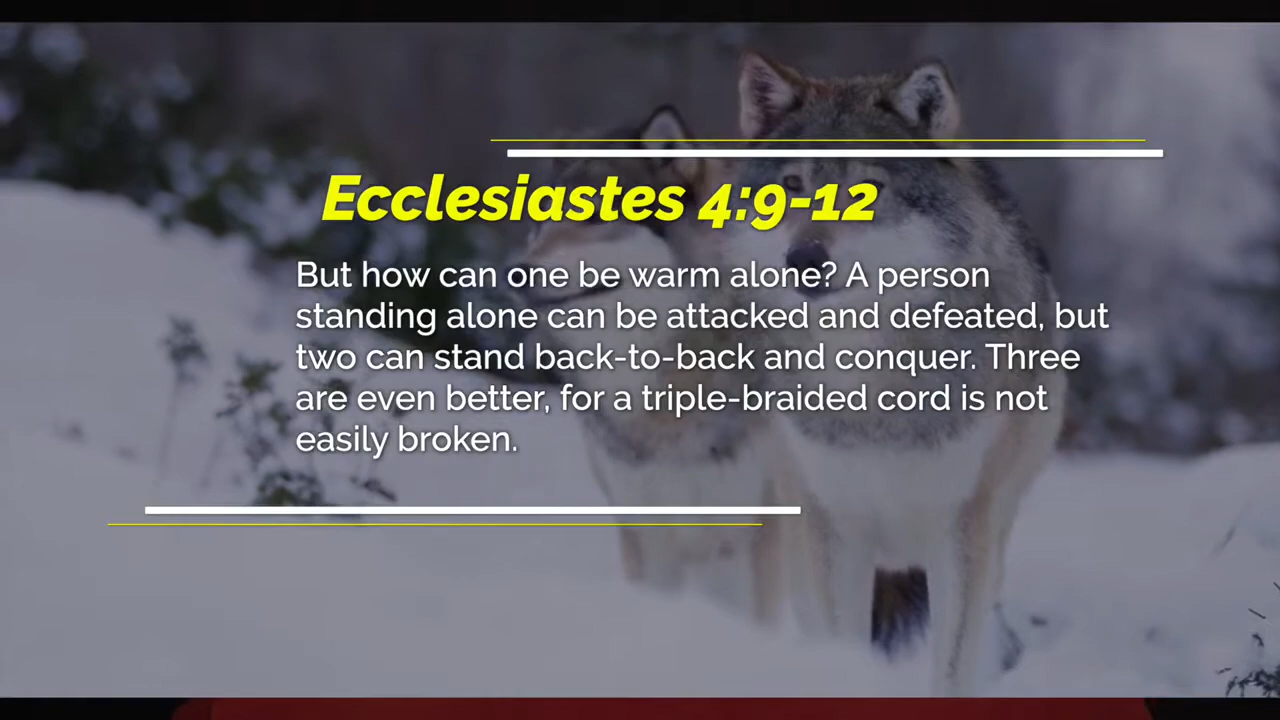 Ecclesiastes 4:9-12
But how can one be warm alone? A person
standing alone can be attacked and defeated, but
two can stand back-to-back and conquer. Three
are even better, for a triple-braided cord is not
easily broken.